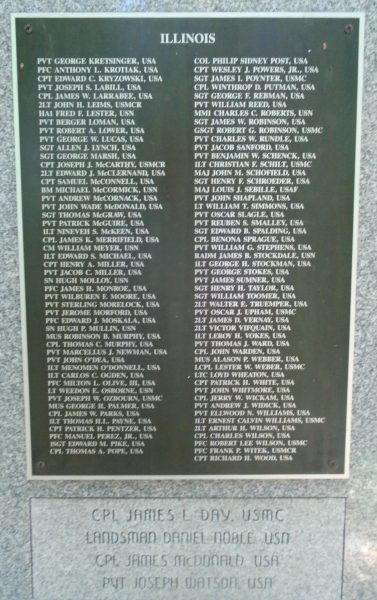 ILLINOIS
PVT GEORGE KRETSINGER, USA
PFC ANTHONY L. KROTIAK, USA
CPT EDWARD C. KRYZOWSKI, USA
PVT JOSEPH S. LABILL, USA
CPL JAMES W. LARRABEE, USA
2LT JOHN H. LEIMS, USMCR
HA1 FRED F. LESTER, USN
PVT BERGER LOMAN, USA
PVT ROBERT A. LOWER, USA
PVT GEORGE W. LUCAS, USA
SGT ALLEN J. LYNCH, USA
SGT GEORGE MARSH, USA
CPT JOSEPH J. McCARTHY, USMCR
2LT EDWARD J. McCLERNAND, USA
CPT SAMUEL McCONNELL, USA
BM MICHAEL McCORMICK, USN
PVT ANDREW McCORNACK, USA
PVT JOHN WADE McDONALD, USA
SGT THOMAS McGRAW, USA
PVT PATRICK McGUIRE, USA
1LT NINEVEH S. McKEEN, USA
CPL JAMES K. MERRIFIELD, USA
CM WILLIAM MEYER, USN
1LT EDWARD S. MICHAEL, USA
CPT HENRY A. MILLER, USA
PVT JACOB C. MILLER, USA
SN HUGH MOLLOY, USN
PFC JAMES H. MONROE, USA
PVT WILBURN F. MOORE, USA
PVT STERLING MORELOCK, USA
PVT JEROME MORFORD, USA
PFC EDWARD J. MOSKALA, USA
SN HUGH P. MULLIN, USN
MUS ROBINSON B. MURPHY, USA
CPL THOMAS C. MURPHY, USA
PVT MARCELLUS J. NEWMAN, USA
PVT JOHN O'DEA, USA
1LT MENOMEN O'DONNELL, USA
1LT CARLOS C. OGDEN, USA
PFC MILTON L. OLIVE, III, USA
LT WEEDON E. OSBORNE, USN
PVT JOSEPH W. OZBOURN, USMC
MUS GEORGE H. PALMER, USA
CPL JAMES W. PARKS, USA
1LT THOMAS H.L. PAYNE, USA
CPT PATRICK H. PENTZER, USA
PFC MANUEL PEREZ, JR., USA
1SGT EDWARD M. PIKE, USA
CPL THOMAS A. POPE, USA
COL PHILIP SIDNEY POST, USA
CPT WESLEY J. POWERS, JR., USA
SGT JAMES I. POYNTER, USMC
CPL WINTHROP D. PUTMAN, USA
SGT GEORGE F. REBMAN, USA
PVT WILLIAM REED, USA
MM1 CHARLES C. ROBERTS, USN
SGT JAMES W. ROBINSON, USA
GSGT ROBERT G. ROBINSON, USMC
PVT CHARLES W. RUNDLE, USA
PVT JACOB SANFORD, USA
PVT BENJAMIN W. SCHENCK, USA
1LT CHRISTIAN F. SCHILT, USMC
MAJ JOHN M. SCHOFIELD, USA
SGT HENRY F. SCHROEDER, USA
MAJ LOUIS J. SEBILLE, USAF
PVT JOHN SHAPLAND, USA
LT WILLIAM T. SIMMONS, USA
PVT OSCAR SLAGLE, USA
PVT REUBEN S. SMALLEY, USA
SGT EDWARD B. SPALDING, USA
CPL BENONA SPRAGUE, USA
PVT WILLIAM G. STEPHENS, USA
RADM JAMES B. STOCKDALE, USN
1LT GEORGE H. STOCKMAN, USA
PVT GEORGE STOKES, USA
PVT JAMES SUMNER, USA
SGT HENRY H. TAYLOR, USA
SGT WILLIAM TOOMER, USA
2LT WALTER E. TRUEMPER, USA
PVT OSCAR J. UPHAM, USMC
2LT JAMES D. VERNAY, USA
2LT VICTOR VIFQUAIN, USA
1LT LEROY H. VOKES, USA
PVT THOMAS J. WARD, USA
CPL JOHN WARDEN, USA
MUS ALASON P. WEBBER, USA
LCPL LESTER W. WEBER, USMC
LTC LOYD WHEATON, USA
CPT PATRICK H. WHITE, USA
PVT JOHN WHITMORE, USA
CPL JERRY W. WICKAM, USA
PVT ANDREW J. WIDICK, USA
PVT ELLWOOD N. WILLIAMS, USA
1LT ERNEST CALVIN WILLIAMS, USMC
2LT ARTHUR H. WILSON, USA
CPL CHARLES WILSON, USA
PFC ROBERT LEE WILSON, USMC
PFC FRANK P. WITEK, USMCR
CPT RICHARD H. WOOD, USA
CPL JAMES L. DAY, USMC
LANDSMAN DANIEL NOBLE, USN
CPL JAMES McDONALD, USA
PVT JOSEPH WATSON, USA